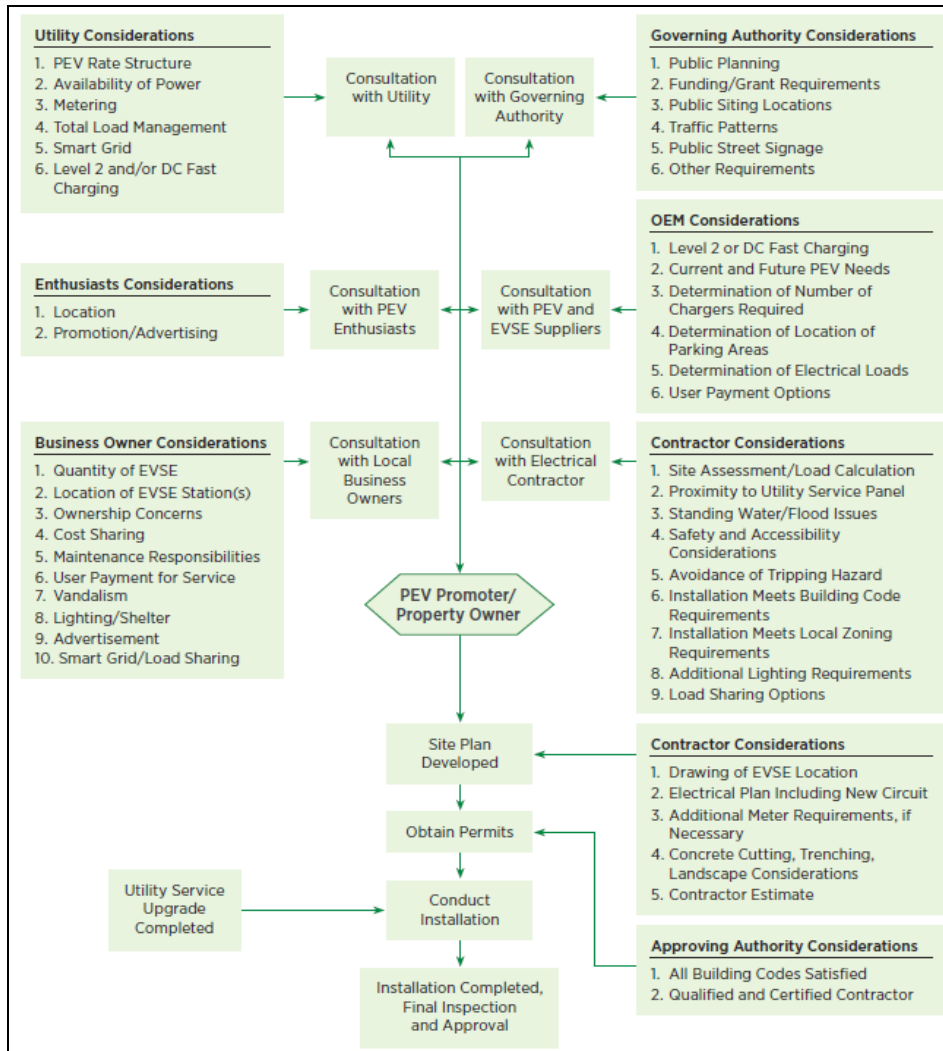 Utility Considerations
1. PEV Rate Structure
2. Availability of Power
3. Metering
4. Total Load Management
5. Smart Grid
6. Level 2 and/or DC Fast
Charging
Consultation
with Utility
Consultation
with Governing
Authority
Governing Authority Considerations
1. Public Planning
2. Funding/Grant Requirements
3. Public Siting Locations
4. Traffic Patterns
5. Public Street Signage
6. Other Requirements
Enthusiasts Considerations
1. Location
2. Promotion/Advertising
Consultation
with PEV
Enthusiasts
Consultation
with PEV and
EVSE Suppliers
OEM Considerations
1. Level 2 or DC Fast Charging
2. Current and Future PEV Needs
3. Determination of Number of
Chargers Required
4. Determination of Location of
Parking Areas
5. Determination of Electrical Loads
6. User Payment Options
Business Owner Considerations
1. Quantity of EVSE
2. Location of EVSE Station(s)
3. Ownership Concerns
4. Cost Sharing
5. Maintenance Responsibilities
6. User Payment for Service
7. Vandalism
8. Lighting/Shelter
9. Advertisement
10. Smart Grid/Load Sharing
Consultation
with Local
Business
Owners
Consultation
with Electrical
Contractor
Contractor Considerations
1. Site Assessment/Load Calculation
2. Proximity to Utility Service Panel
3. Standing Water/Flood Issues
4. Safety and Accessibility
Considerations
5. Avoidance of Tripping Hazard
6. Installation Meets Building Code
Requirements
7. Installation Meets Local Zoning
Requirements
8. Additional Lighting Requirements
9. Load Sharing Options
PEV Promoter/
Property Owner
Site Plan
Developed
Contractor Considerations
1. Drawing of EVSE Location
2. Electrical Plan Including New Circuit
3. Additional Meter Requirements, if
Necessary
4. Concrete Cutting, Trenching,
Landscape Considerations
5. Contractor Estimate
Obtain Permits
Utility Service
Upgrade
Completed
Conduct
Installation
Approving Authority Considerations
1. All Building Codes Satisfied
2. Qualified and Certified Contractor
Installation Completed,
Final Inspection
and Approval